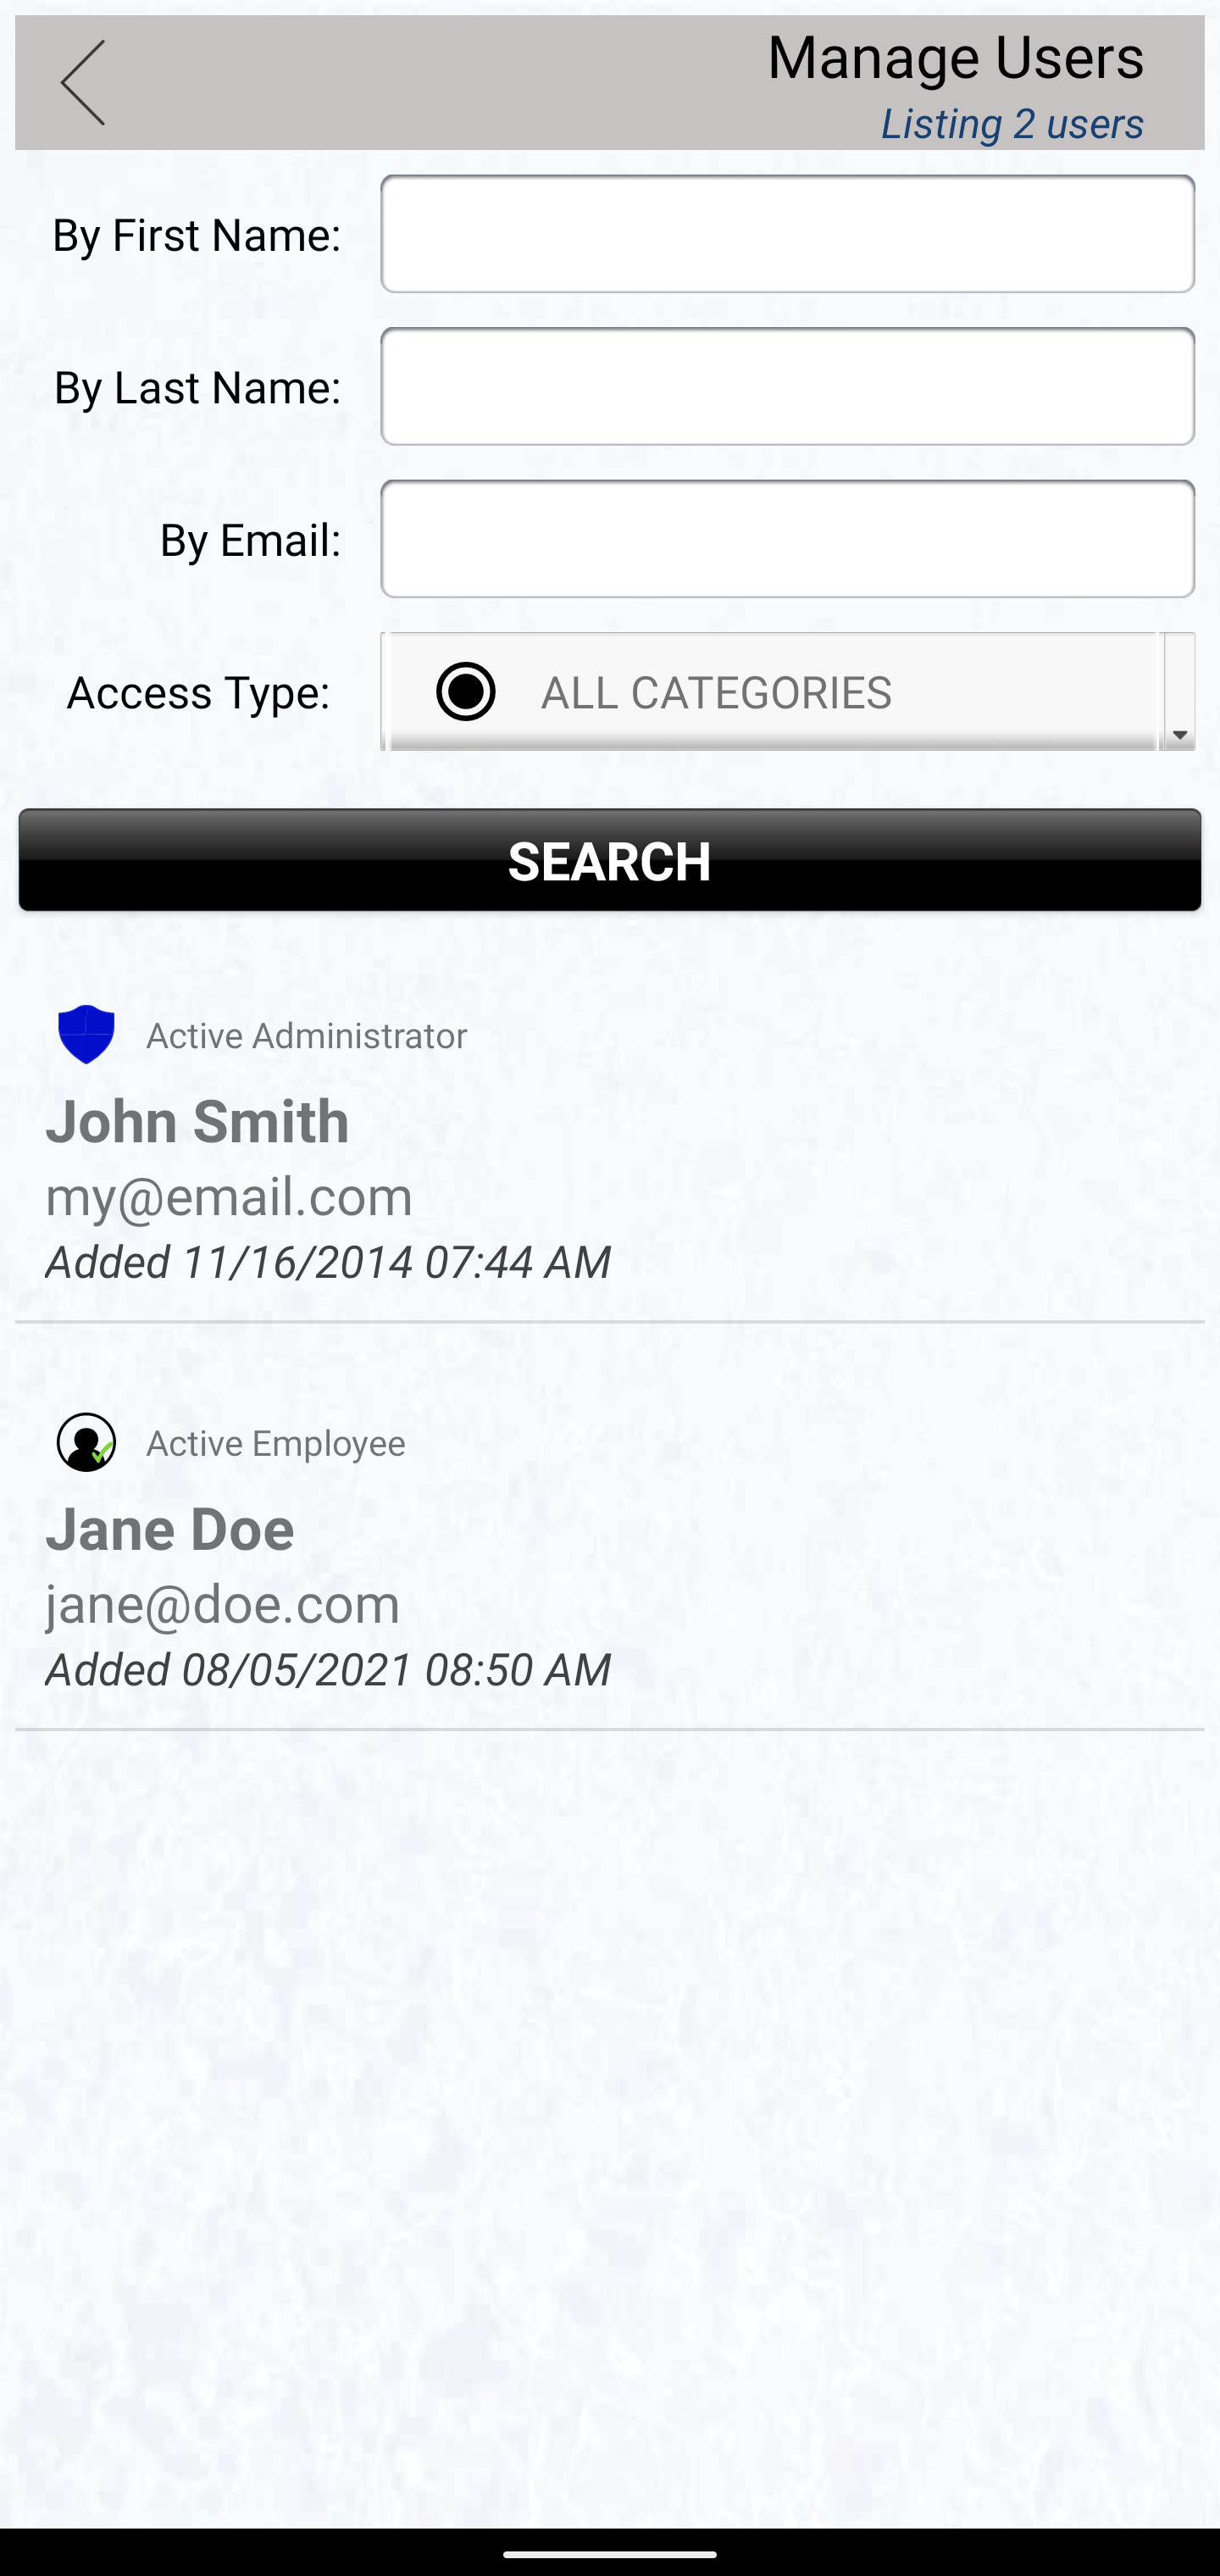 Manage Users
Listing 2 users
By First Name:
By Last Name:
By Email:
Access Type:
ALL CATEGORIES
SEARCH
Active Administrator
John Smith
my@email.com
Added 11/16/2014 07:44 AM
Active Employee
Jane Doe
jane@doe.com
Added 08/05/2021 08:50 AM